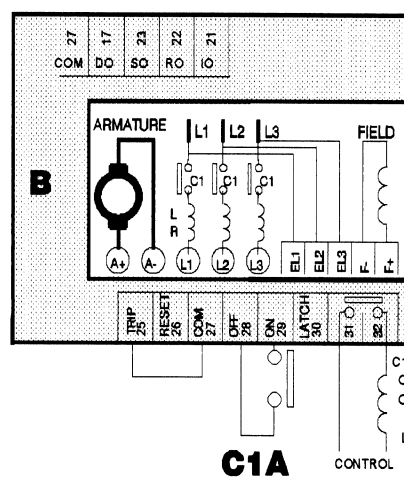 27 17 23 22 21
COM DO SO RO IO
ARMATURE L1 L2 L3 FIELD
B
C1 C1 C1
L
R
A+ A- L1 L2 L3 EL1 EL2 EL3 F- F+
TRIP RESET COM OFF ON LATCH
25 26 27 28 29 30 31 32
C1A
CONTROL